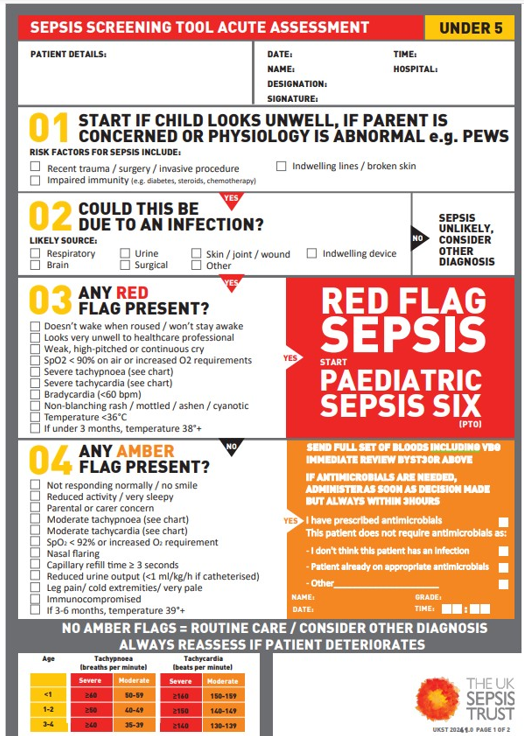 SEPSIS SCREENING TOOL ACUTE ASSESSMENT
UNDER 5
PATIENT DETAILS:
DATE:
TIME:
NAME:
HOSPITAL:
DESIGNATION:
SIGNATURE:
01 START IF CHILD LOOKS UNWELL, IF PARENT IS
CONCERNED OR PHYSIOLOGY IS ABNORMAL e.g. PEWS
RISK FACTORS FOR SEPSIS INCLUDE:
Recent trauma / surgery / invasive procedure
Indwelling lines / broken skin
Impaired immunity (e.g. diabetes, steroids, chemotherapy)
YES
02 COULD THIS BE
DUE TO AN INFECTION?
LIKELY SOURCE:
Respiratory
Urine
Skin / joint / wound
Indwelling device
Brain
Surgical
Other
NO
SEPSIS
UNLIKELY,
CONSIDER
OTHER
DIAGNOSIS
YES
03 ANY RED
FLAG PRESENT?
Doesn't wake when roused / won't stay awake
Looks very unwell to healthcare professional
Weak, high-pitched or continuous cry
SpO2 < 90% on air or increased O2 requirements
Severe tachypnoea (see chart)
Severe tachycardia (see chart)
Bradycardia (<60 bpm)
Non-blanching rash / mottled / ashen / cyanotic
Temperature <36°C
If under 3 months, temperature 38°+
YES
RED FLAG
SEPSIS
START
PAEDIATRIC
SEPSIS SIX
(PTO)
NO
04 ANY AMBER
FLAG PRESENT?
Not responding normally / no smile
Reduced activity / very sleepy
Parental or carer concern
Moderate tachypnoea (see chart)
Moderate tachycardia (see chart)
SpO₂ < 92% or increased O₂ requirement
Nasal flaring
Capillary refill time ≥ 3 seconds
Reduced urine output (<1 ml/kg/h if catheterised)
Leg pain/ cold extremities/ very pale
Immunocompromised
If 3-6 months, temperature 39°+
YES
SEND FULL SET OF BLOODS INCLUDING VBG
IMMEDIATE REVIEW BY ST3 OR ABOVE
IF ANTIMICROBIALS ARE NEEDED,
ADMINISTER AS SOON AS DECISION MADE
BUT ALWAYS WITHIN 3HOURS
I have prescribed antimicrobials
This patient does not require antimicrobials as:
- I don't think this patient has an infection
- Patient already on appropriate antimicrobials
- Other
NAME:
GRADE:
DATE:
TIME:
NO AMBER FLAGS = ROUTINE CARE / CONSIDER OTHER DIAGNOSIS
ALWAYS REASSESS IF PATIENT DETERIORATES
Age
Tachypnoea
(breaths per minute)
Tachycardia
(beats per minute)
Severe Moderate Severe Moderate
<1 ≥60 50-59 ≥160 150-159
1-2 ≥50 40-49 ≥150 140-149
3-4 ≥40 35-39 ≥140 130-139
THE UK
SEPSIS
TRUST
PAGE 1 OF 2